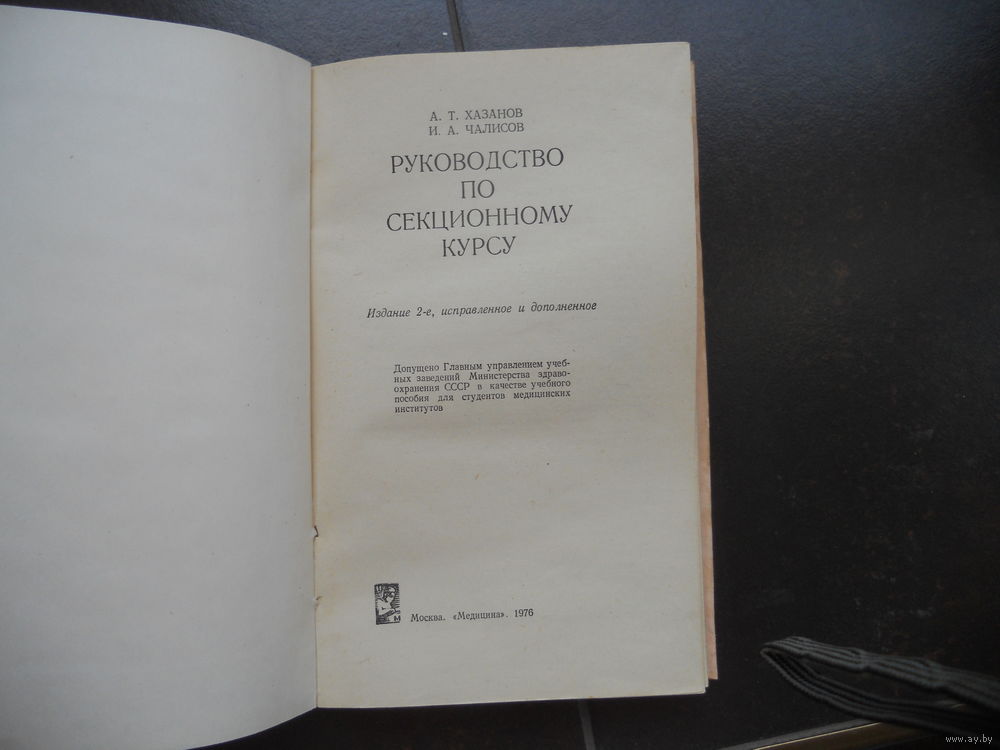 А. Т. ХАЗАНОВ
И. А. ЧАЛИСОВ
РУКОВОДСТВО
ПО
СЕКЦИОННОМУ
КУРСУ
Издание 2-е, исправленное и дополненное
Допущено Главным управлением учеб-
ных заведений Министерства здраво-
охранения СССР в качестве учебного
пособия для студентов медицинских
институтов
М
Москва. «Медицина». 1976
www.ay.by